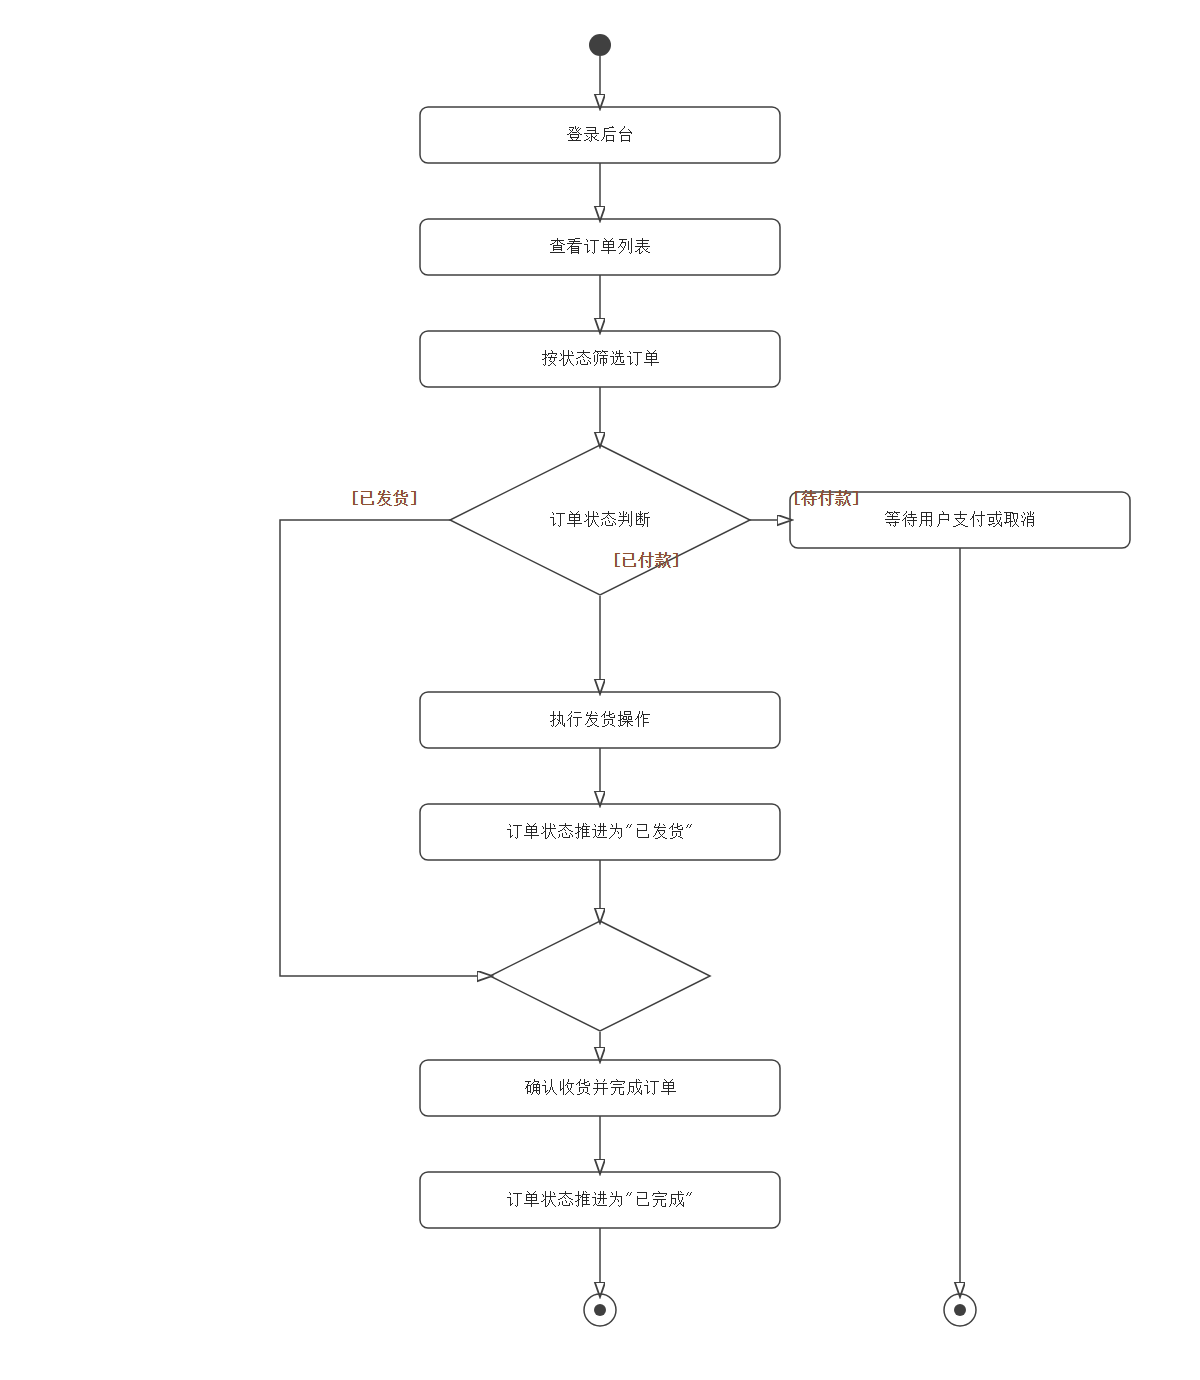 登录后台
查看订单列表
按状态筛选订单
[已发货]
[待付款]
订单状态判断
等待用户支付或取消
[已付款]
执行发货操作
订单状态推进为"已发货"
确认收货并完成订单
订单状态推进为"已完成"